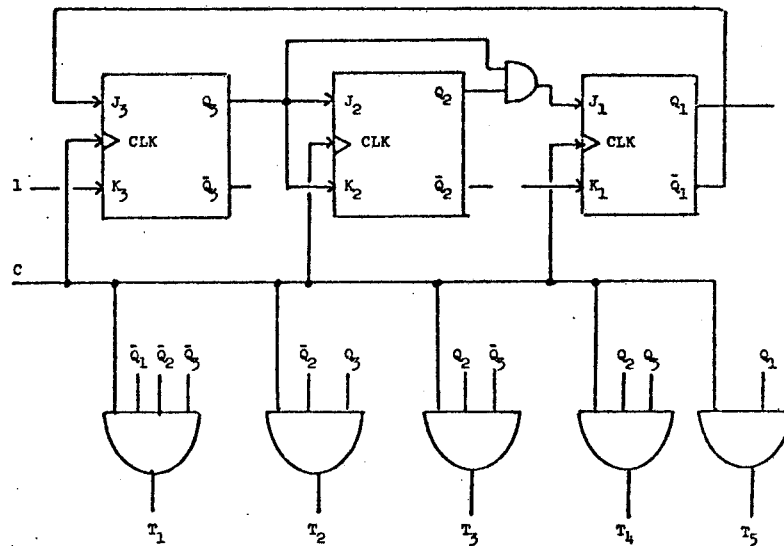 J₃ Q₃ J₂ Q₂ J₁ Q₁
CLK CLK CLK
1 K₃ Q̄₃ K₂ Q̄₂ K₁ Q̄₁
C
Q̄₁ Q̄₂ Q̄₃ Q̄₂ Q₃ Q₂ Q̄₃ Q₂ Q₃ Q₁
T₁ T₂ T₃ T₄ T₅